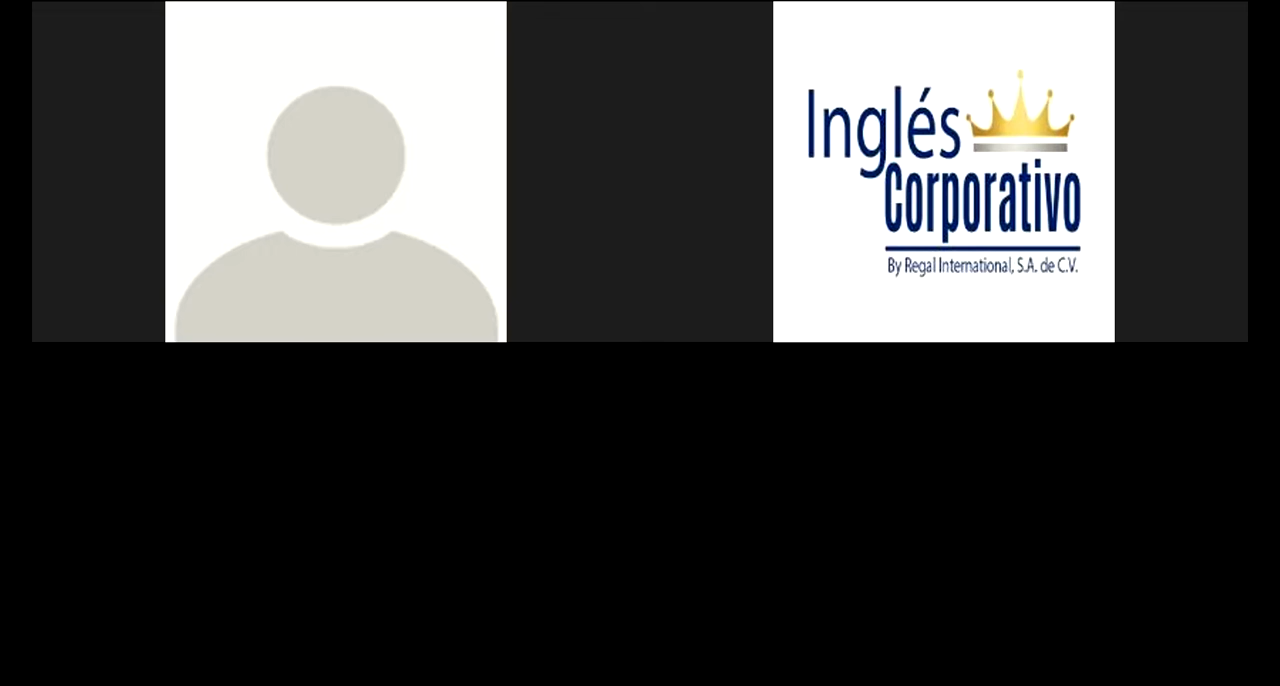 Inglés
Corporativo
By Regal International, S.A. de C.V.